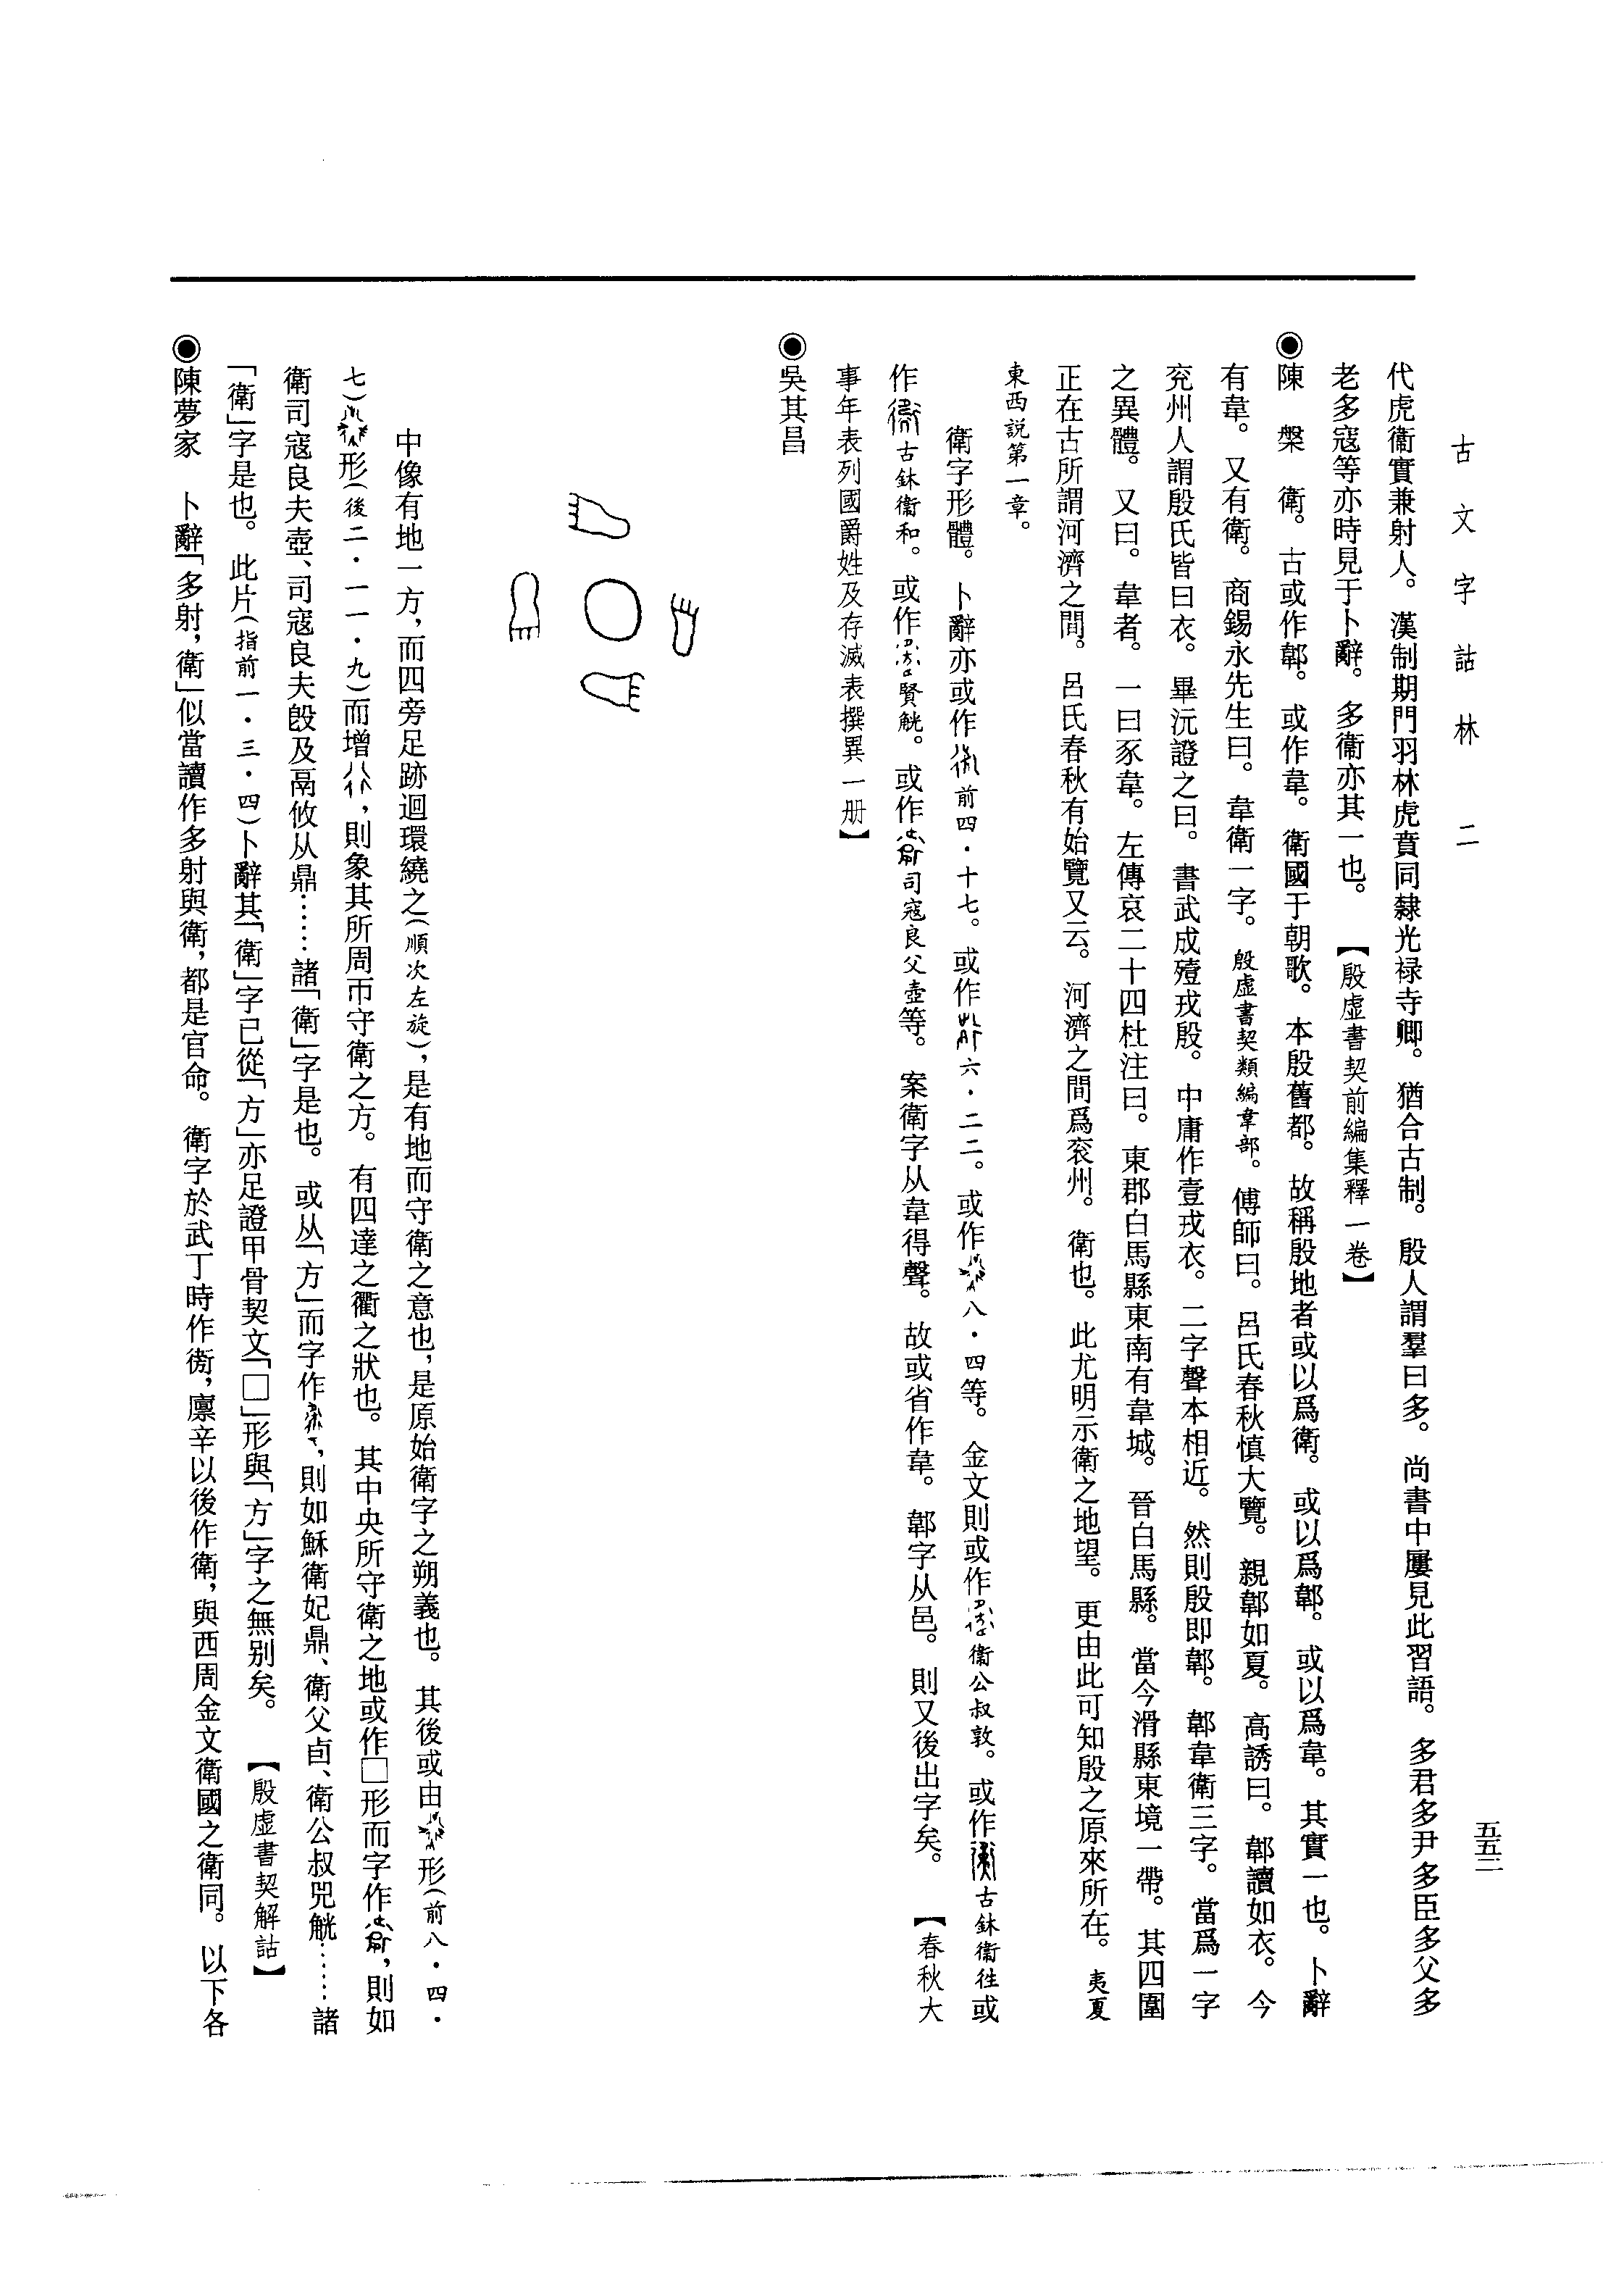 古文字詁林　二
五五二
代虎衞實兼射人。漢制期門羽林虎賁同隸光禄寺卿。猶合古制。殷人謂羣曰多。尚書中屢見此習語。多君多尹多臣多父多
老多寇等亦時見于卜辭。多衞亦其一也。【殷虚書契前編集釋一卷】
◉陳　槃　衛。古或作鄣。或作韋。衛國于朝歌。本殷舊都。故稱殷地者或以爲衛。或以爲鄣。或以爲韋。其實一也。卜辭
有韋。又有衛。商錫永先生曰。韋衛一字。殷虚書契類編韋部。傅師曰。呂氏春秋慎大覽。親鄣如夏。高誘曰。鄣讀如衣。今
兖州人謂殷氏皆曰衣。畢沅證之曰。書武成殪戎殷。中庸作壹戎衣。二字聲本相近。然則殷即鄣。鄣韋衛三字。當爲一字
之異體。又曰。韋者。一曰豕韋。左傳哀二十四杜注曰。東郡白馬縣東南有韋城。晉白馬縣。當今滑縣東境一帶。其四圍
正在古所謂河濟之間。呂氏春秋有始覽又云。河濟之間爲兖州。衛也。此尤明示衛之地望。更由此可知殷之原來所在。夷夏
東西説第一章。
衛字形體。卜辭亦或作前四・十七。或作六・二二。或作八・四等。金文則或作衞公叔敦。或作古鉢衞往或
作古鉢衞和。或作賢觥。或作司寇良父壺等。案衛字从韋得聲。故或省作韋。鄣字从邑。則又後出字矣。【春秋大
事年表列國爵姓及存滅表撰異一册】
◉吳其昌
中像有地一方，而四旁足跡迴環繞之（順次左旋），是有地而守衛之意也，是原始衛字之朔義也。其後或由形（前八・四・
七）形（後二・一一・九）而增，則象其所周帀守衛之方。有四達之衢之狀也。其中央所守衛之地或作□形而字作，則如
衛司寇良夫壺、司寇良夫𣪘及鬲攸从鼎……諸「衛」字是也。或从「方」而字作，則如穌衛妃鼎、衛父卣、衛公叔兕觥……諸
「衛」字是也。此片（指前一・三・四）卜辭其「衛」字已從「方」亦足證甲骨契文「□」形與「方」字之無别矣。【殷虚書契解詁】
◉陳夢家　卜辭「多射，衛」似當讀作多射與衛，都是官命。衛字於武丁時作，廪辛以後作衛，與西周金文衛國之衛同。以下各